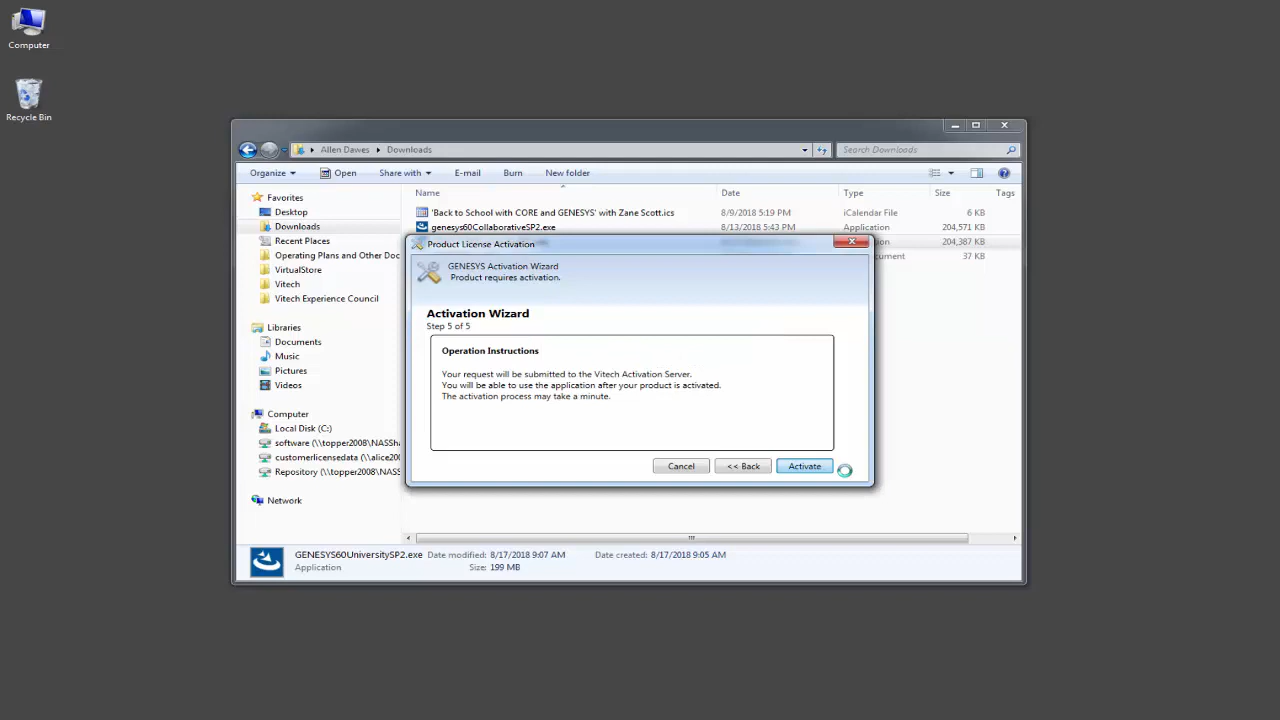 Computer
Recycle Bin
Allen Dawes Downloads
Search Downloads
Organize Open Share with E-mail Burn New folder
Name Date Type Size Tags
Favorites
Desktop
Downloads
Recent Places
Operating Plans and Other Doc
VirtualStore
Vitech
Vitech Experience Council
Libraries
Documents
Music
Pictures
Videos
Computer
Local Disk (C:)
software (\\topper2008\NASSha
customerlicensedata (\\alice200
Repository (\\topper2008\NASS
Network
'Back to School with CORE and GENESYS' with Zane Scott.ics 8/9/2018 5:19 PM iCalendar File 6 KB
genesys60CollaborativeSP2.exe 8/13/2018 5:43 PM Application 204,571 KB
204,387 KB
37 KB
Product License Activation
GENESYS Activation Wizard
Product requires activation.
Activation Wizard
Step 5 of 5
Operation Instructions
Your request will be submitted to the Vitech Activation Server.
You will be able to use the application after your product is activated.
The activation process may take a minute.
Cancel << Back Activate
GENESYS60UniversitySP2.exe Date modified: 8/17/2018 9:07 AM Date created: 8/17/2018 9:05 AM
Application Size: 199 MB